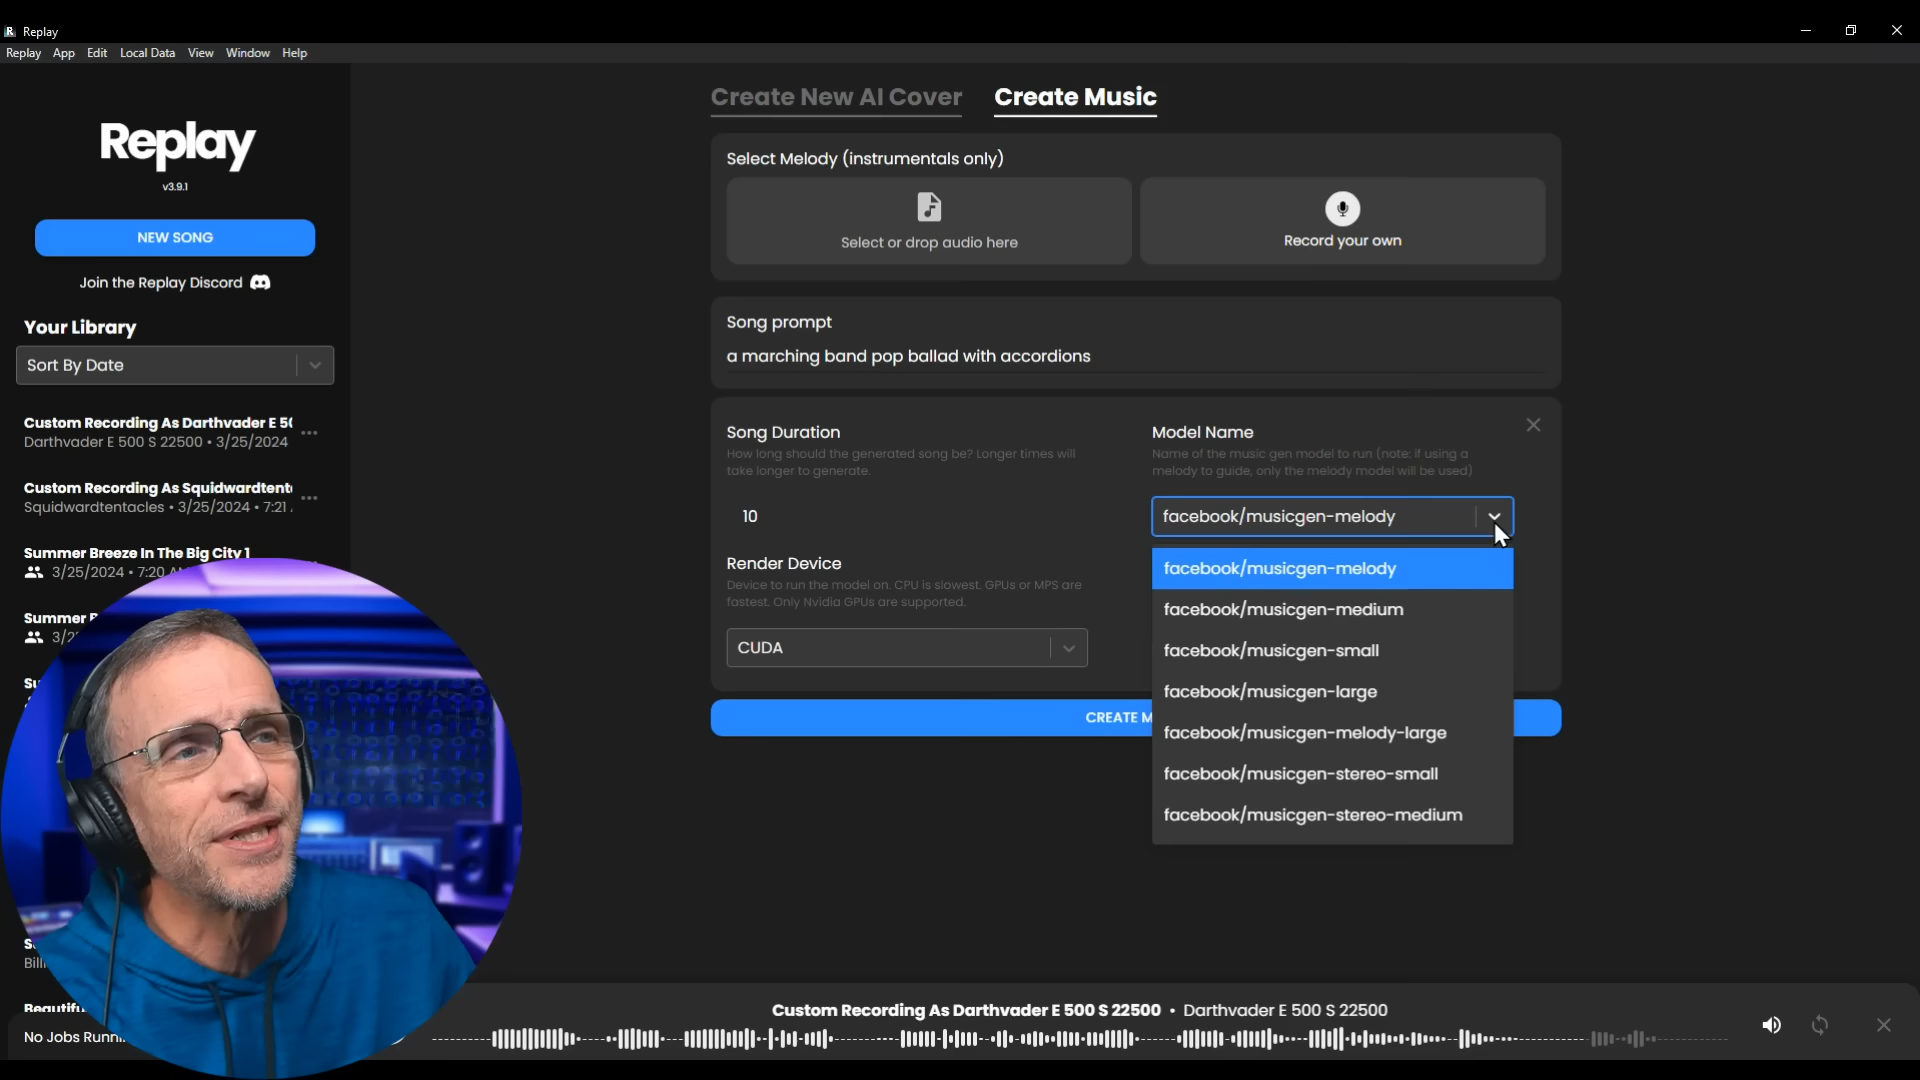 Replay
Replay App Edit Local Data View Window Help
Replay
v3.9.1
NEW SONG
Join the Replay Discord
Your Library
Sort By Date
Custom Recording As Darthvader E 50
Darthvader E 500 S 22500 • 3/25/2024
Custom Recording As Squidwardtent
Squidwardtentacles • 3/25/2024 • 7:21
Summer Breeze In The Big City 1
3/25/2024 • 7:20
Summer
No Jobs
Create New AI Cover
Create Music
Select Melody (instrumentals only)
Select or drop audio here
Record your own
Song prompt
a marching band pop ballad with accordions
Song Duration
How long should the generated song be? Longer times will
take longer to generate.
10
Render Device
Device to run the model on. CPU is slowest. GPUs or MPS are
fastest. Only Nvidia GPUs are supported.
CUDA
Model Name
Name of the music gen model to run (note: if using a
melody to guide, only the melody model will be used)
facebook/musicgen-melody
facebook/musicgen-melody
facebook/musicgen-medium
facebook/musicgen-small
facebook/musicgen-large
facebook/musicgen-melody-large
facebook/musicgen-stereo-small
facebook/musicgen-stereo-medium
CREATE M
Custom Recording As Darthvader E 500 S 22500 • Darthvader E 500 S 22500